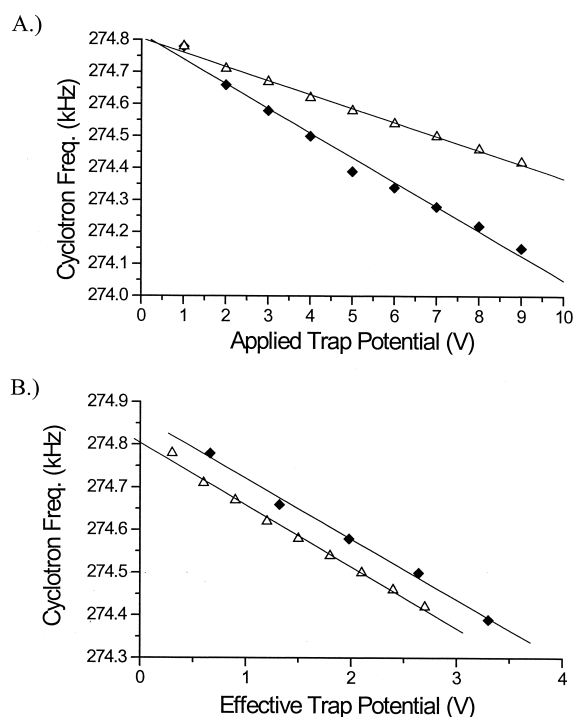 A.)
274.8
274.7
274.6
274.5
274.4
274.3
274.2
274.1
274.0
0 1 2 3 4 5 6 7 8 9 10
Cyclotron Freq. (kHz)
Applied Trap Potential (V)
B.)
274.9
274.8
274.7
274.6
274.5
274.4
274.3
0 1 2 3 4
Cyclotron Freq. (kHz)
Effective Trap Potential (V)